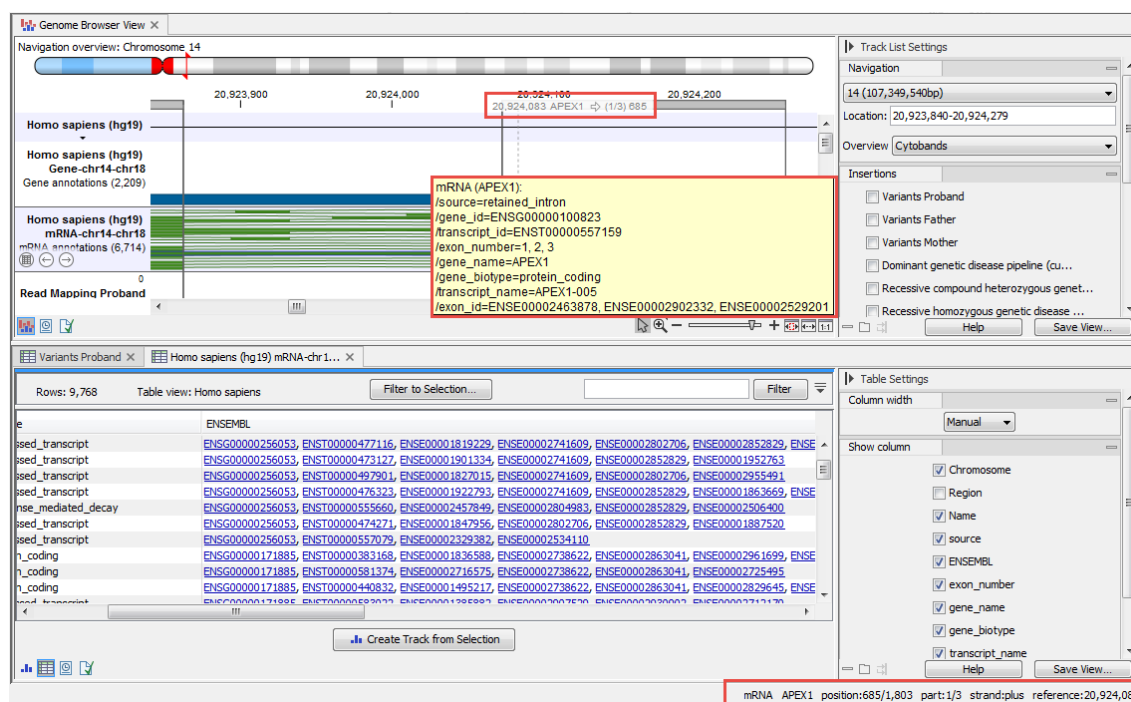 Genome Browser View
Navigation overview: Chromosome 14
20,923,900
20,924,000
20,924,100
20,924,200
20,924,083 APEX1 ⇨ (1/3) 685
Homo sapiens (hg19)
Homo sapiens (hg19)
Gene-chr14-chr18
Gene annotations (2,209)
Homo sapiens (hg19)
mRNA-chr14-chr18
mRNA annotations (6,714)
0
Read Mapping Proband
mRNA (APEX1):
/source=retained_intron
/gene_id=ENSG00000100823
/transcript_id=ENST00000557159
/exon_number=1, 2, 3
/gene_name=APEX1
/gene_biotype=protein_coding
/transcript_name=APEX1-005
/exon_id=ENSE00002463878, ENSE00002902332, ENSE00002529201
1:1
Track List Settings
Navigation
14 (107,349,540bp)
Location: 20,923,840-20,924,279
Overview Cytobands
Insertions
Variants Proband
Variants Father
Variants Mother
Dominant genetic disease pipeline (cu...
Recessive compound heterozygous genet...
Recessive homozygous genetic disease ...
Help Save View...
Variants Proband
Homo sapiens (hg19) mRNA-chr1...
Rows: 9,768 Table view: Homo sapiens Filter to Selection... Filter
e ENSEMBL
ssed_transcript ENSG00000256053, ENST00000477116, ENSE00001819229, ENSE00002741609, ENSE00002802706, ENSE00002852829, ENSE
ssed_transcript ENSG00000256053, ENST00000473127, ENSE00001901334, ENSE00002741609, ENSE00002852829, ENSE00001952763
ssed_transcript ENSG00000256053, ENST00000497901, ENSE00001827015, ENSE00002741609, ENSE00002802706, ENSE00002955491
ssed_transcript ENSG00000256053, ENST00000476323, ENSE00001922793, ENSE00002741609, ENSE00002852829, ENSE00001863669, ENSE
nse_mediated_decay ENSG00000256053, ENST00000555660, ENSE00002457849, ENSE00002804983, ENSE00002852829, ENSE00002506400
ssed_transcript ENSG00000256053, ENST00000474271, ENSE00001847956, ENSE00002802706, ENSE00002852829, ENSE00001887520
ssed_transcript ENSG00000256053, ENST00000557079, ENSE00002329382, ENSE00002534110
n_coding ENSG00000171885, ENST00000383168, ENSE00001836588, ENSE00002738622, ENSE00002863041, ENSE00002961699, ENSE
n_coding ENSG00000171885, ENST00000581374, ENSE00002716575, ENSE00002738622, ENSE00002863041, ENSE00002725495
n_coding ENSG00000171885, ENST00000440832, ENSE00001495217, ENSE00002738622, ENSE00002863041, ENSE00002829645, ENSE
Create Track from Selection
Table Settings
Column width
Manual
Show column
Chromosome
Region
Name
source
ENSEMBL
exon_number
gene_name
gene_biotype
transcript_name
Help Save View...
mRNA APEX1 position:685/1,803 part:1/3 strand:plus reference:20,924,08